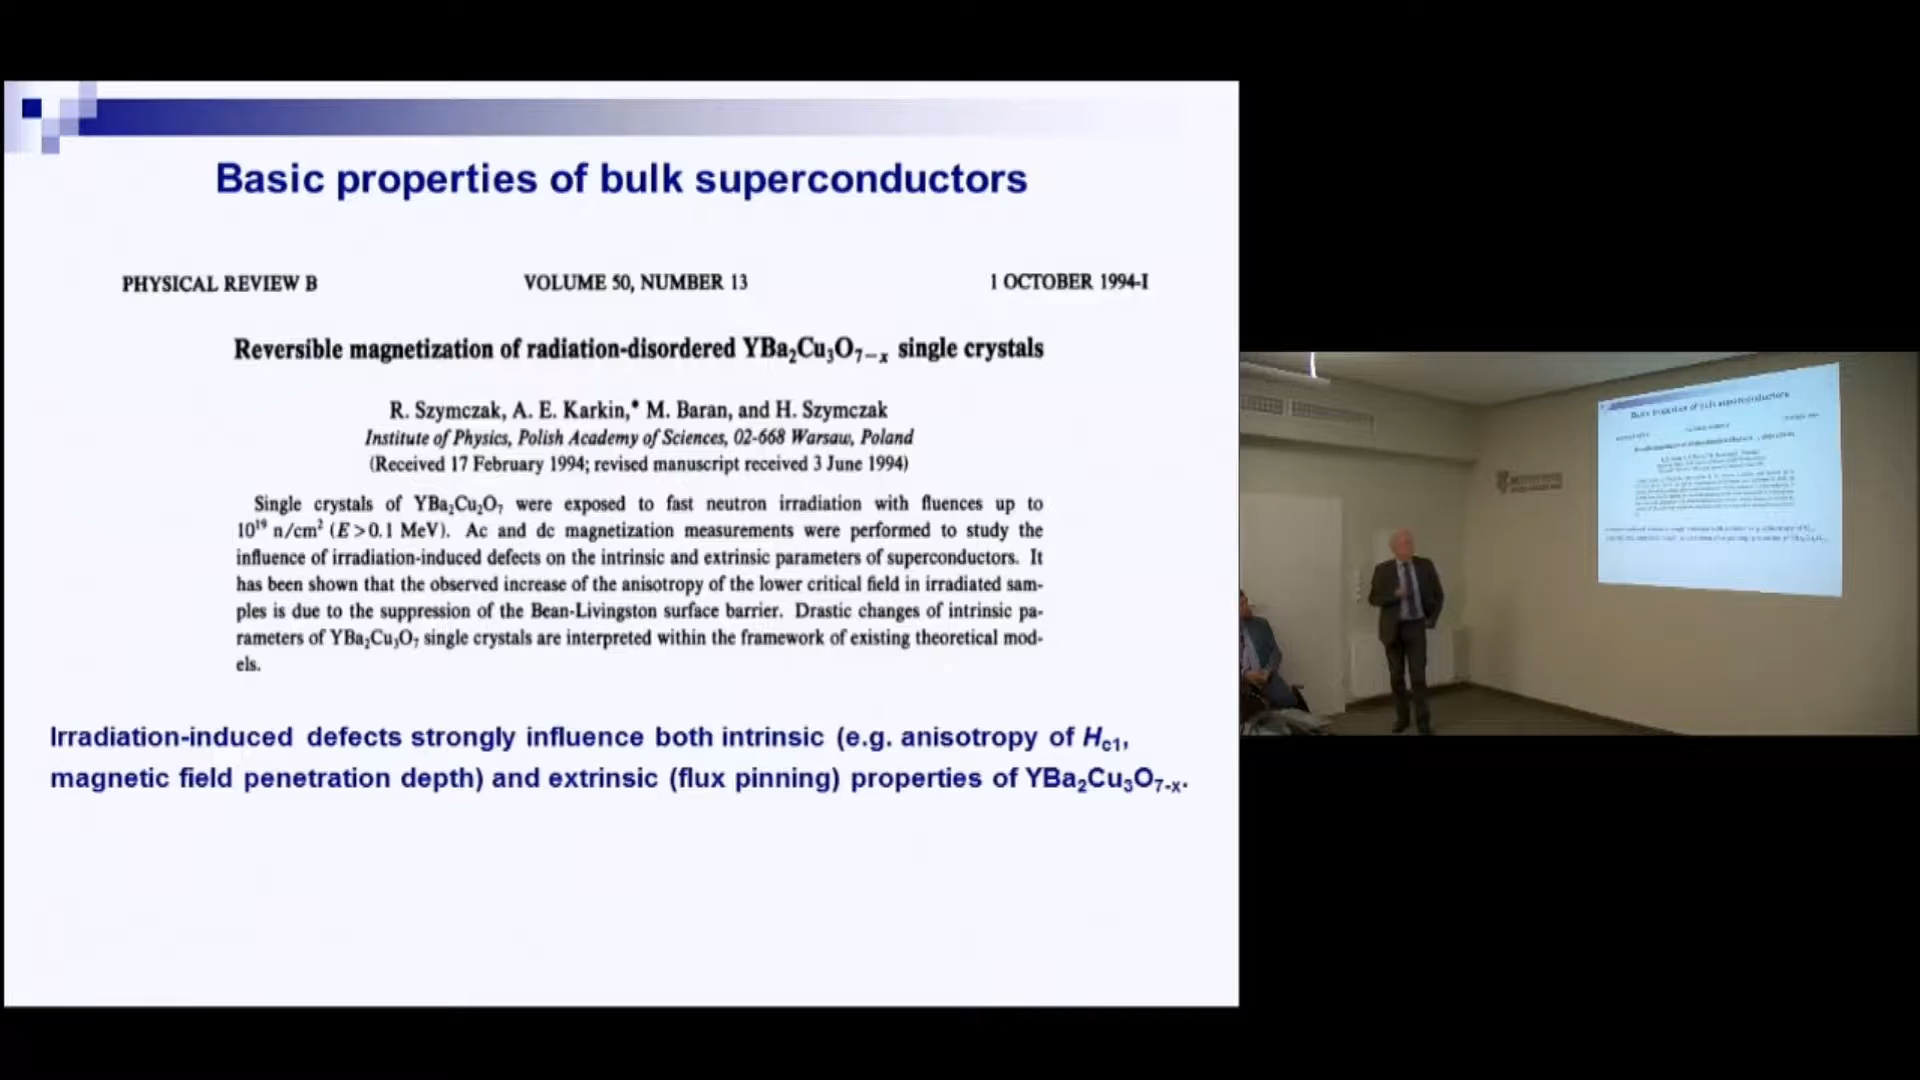 Basic properties of bulk superconductors
PHYSICAL REVIEW B VOLUME 50, NUMBER 13 1 OCTOBER 1994-I
Reversible magnetization of radiation-disordered YBa₂Cu₃O₇₋ₓ single crystals
R. Szymczak, A. E. Karkin,* M. Baran, and H. Szymczak
Institute of Physics, Polish Academy of Sciences, 02-668 Warsaw, Poland
(Received 17 February 1994; revised manuscript received 3 June 1994)
Single crystals of YBa₂Cu₂O₇ were exposed to fast neutron irradiation with fluences up to
10¹⁹ n/cm² (E>0.1 MeV). Ac and dc magnetization measurements were performed to study the
influence of irradiation-induced defects on the intrinsic and extrinsic parameters of superconductors. It
has been shown that the observed increase of the anisotropy of the lower critical field in irradiated sam-
ples is due to the suppression of the Bean-Livingston surface barrier. Drastic changes of intrinsic pa-
rameters of YBa₂Cu₃O₇ single crystals are interpreted within the framework of existing theoretical mod-
els.
Irradiation-induced defects strongly influence both intrinsic (e.g. anisotropy of Hc1,
magnetic field penetration depth) and extrinsic (flux pinning) properties of YBa₂Cu₃O₇₋ₓ.
Basic properties of bulk superconductors